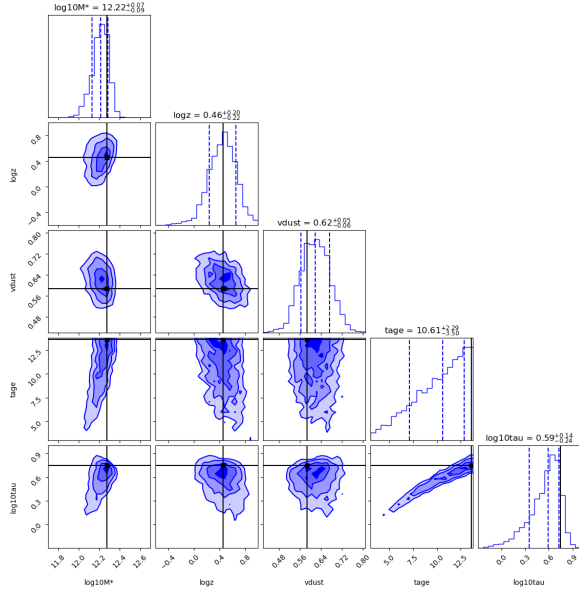 log10M* = 12.22+0.07−0.09
logz = 0.46+0.20−0.22
0.8
0.4
0.0
−0.4
logz
vdust = 0.62+0.05−0.06
0.80
0.72
0.64
0.56
0.48
vdust
tage = 10.61+2.29−3.50
12.5
10.0
7.5
5.0
tage
log10tau = 0.59+0.14−0.24
0.9
0.6
0.3
0.0
log10tau
11.8 12.0 12.2 12.4 12.6 −0.4 0.0 0.4 0.8 0.48 0.56 0.64 0.72 0.80 5.0 7.5 10.0 12.5 0.0 0.3 0.6 0.9
log10M* logz vdust tage log10tau